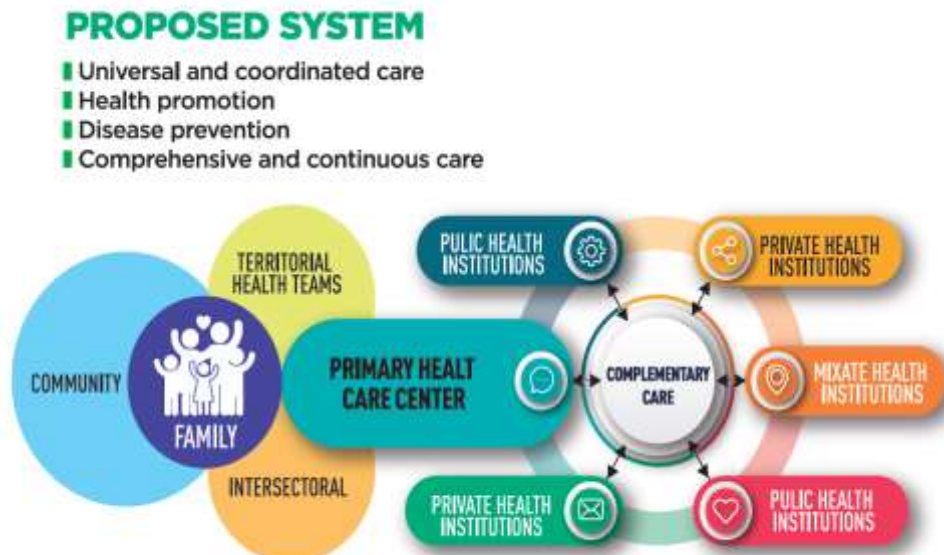 PROPOSED SYSTEM
Universal and coordinated care
Health promotion
Disease prevention
Comprehensive and continuous care
COMMUNITY
FAMILY
TERRITORIAL
HEALTH TEAMS
INTERSECTORAL
PRIMARY HEALT
CARE CENTER
PULIC HEALTH
INSTITUTIONS
PRIVATE HEALTH
INSTITUTIONS
COMPLEMENTARY
CARE
MIXATE HEALTH
INSTITUTIONS
PRIVATE HEALTH
INSTITUTIONS
PULIC HEALTH
INSTITUTIONS